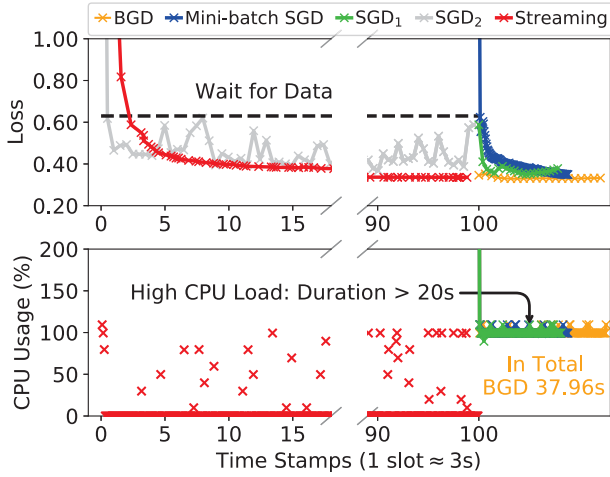 BGD Mini-batch SGD SGD₁ SGD₂ Streaming
1.00
0.80
0.60
0.40
0.20
Loss
Wait for Data
0 5 10 15 90 100
200
150
100
50
0
CPU Usage (%)
High CPU Load: Duration > 20s
In Total
BGD 37.96s
0 5 10 15 90 100
Time Stamps (1 slot ≈ 3s)